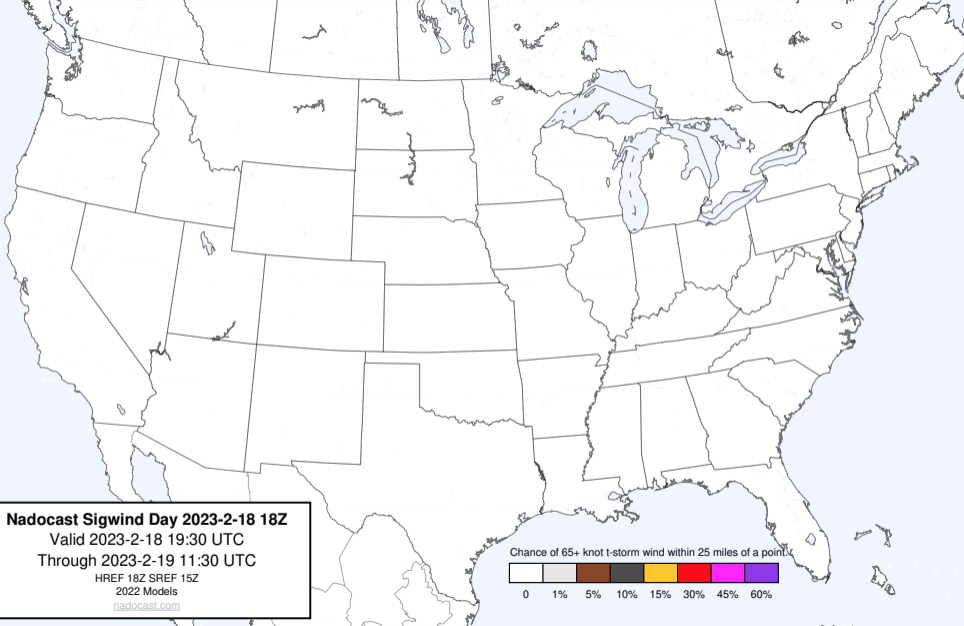 Nadocast Sigwind Day 2023-2-18 18Z
Valid 2023-2-18 19:30 UTC
Through 2023-2-19 11:30 UTC
HREF 18Z SREF 15Z
2022 Models
nadocast.com
Chance of 65+ knot t-storm wind within 25 miles of a point.
0 1% 5% 10% 15% 30% 45% 60%